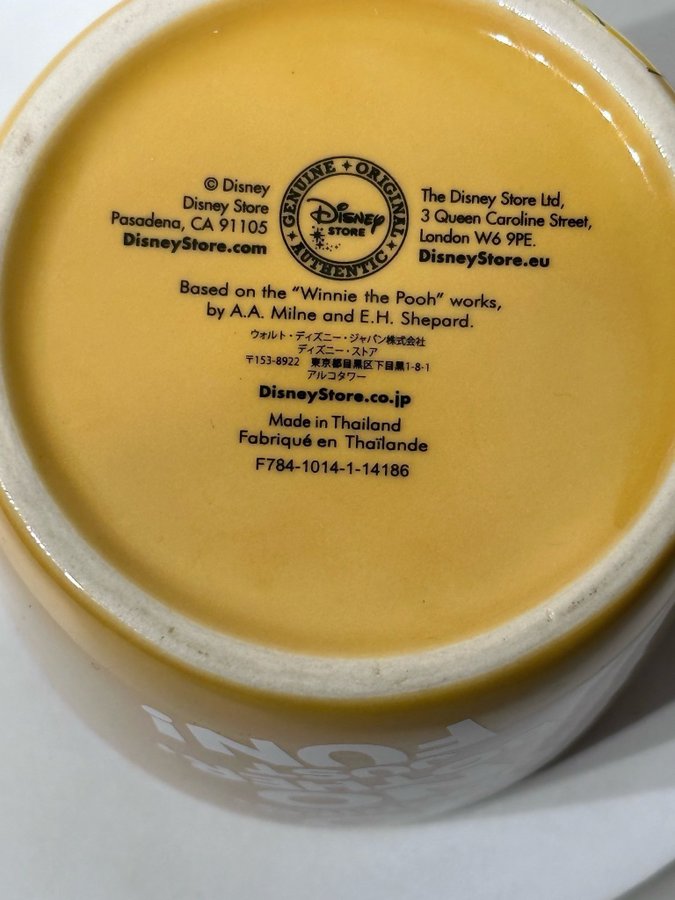 © Disney
Disney Store
Pasadena, CA 91105
DisneyStore.com
GENUINE ORIGINAL
AUTHENTIC
Disney
STORE
The Disney Store Ltd,
3 Queen Caroline Street,
London W6 9PE.
DisneyStore.eu
Based on the “Winnie the Pooh” works,
by A.A. Milne and E.H. Shepard.
ウォルト・ディズニー・ジャパン株式会社
ディズニー・ストア
〒153-8922 東京都目黒区下目黒1-8-1
アルコタワー
DisneyStore.co.jp
Made in Thailand
Fabriqué en Thaïlande
F784-1014-1-14186